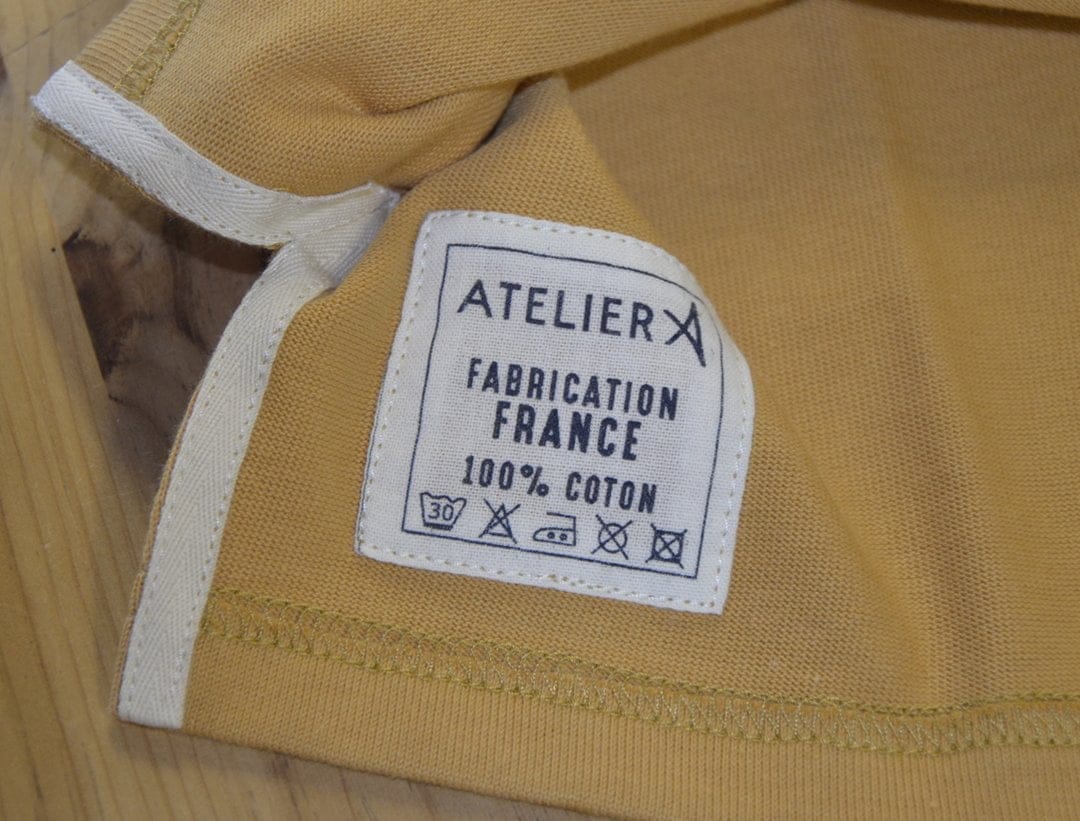 ATELIER A
FABRICATION
FRANCE
100% COTON
30